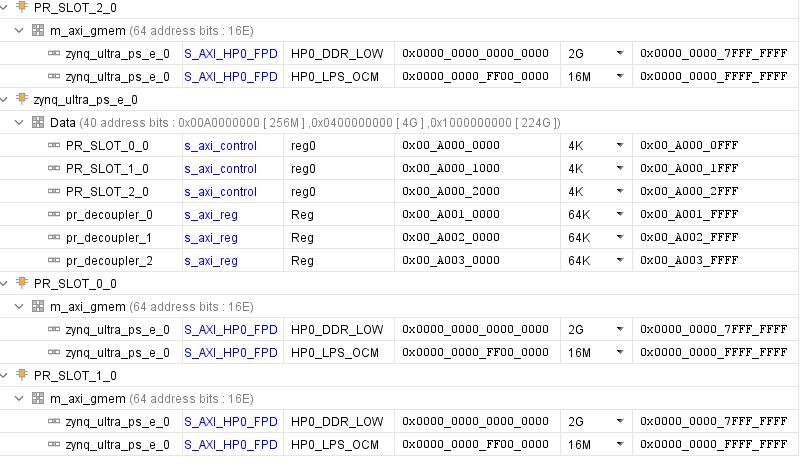 PR_SLOT_2_0
m_axi_gmem (64 address bits : 16E)
zynq_ultra_ps_e_0 S_AXI_HP0_FPD HP0_DDR_LOW 0x0000_0000_0000_0000 2G 0x0000_0000_7FFF_FFFF
zynq_ultra_ps_e_0 S_AXI_HP0_FPD HP0_LPS_OCM 0x0000_0000_FF00_0000 16M 0x0000_0000_FFFF_FFFF
zynq_ultra_ps_e_0
Data (40 address bits : 0x00A0000000 [ 256M ] ,0x0400000000 [ 4G ] ,0x1000000000 [ 224G ])
PR_SLOT_0_0 s_axi_control reg0 0x00_A000_0000 4K 0x00_A000_0FFF
PR_SLOT_1_0 s_axi_control reg0 0x00_A000_1000 4K 0x00_A000_1FFF
PR_SLOT_2_0 s_axi_control reg0 0x00_A000_2000 4K 0x00_A000_2FFF
pr_decoupler_0 s_axi_reg Reg 0x00_A001_0000 64K 0x00_A001_FFFF
pr_decoupler_1 s_axi_reg Reg 0x00_A002_0000 64K 0x00_A002_FFFF
pr_decoupler_2 s_axi_reg Reg 0x00_A003_0000 64K 0x00_A003_FFFF
PR_SLOT_0_0
m_axi_gmem (64 address bits : 16E)
zynq_ultra_ps_e_0 S_AXI_HP0_FPD HP0_DDR_LOW 0x0000_0000_0000_0000 2G 0x0000_0000_7FFF_FFFF
zynq_ultra_ps_e_0 S_AXI_HP0_FPD HP0_LPS_OCM 0x0000_0000_FF00_0000 16M 0x0000_0000_FFFF_FFFF
PR_SLOT_1_0
m_axi_gmem (64 address bits : 16E)
zynq_ultra_ps_e_0 S_AXI_HP0_FPD HP0_DDR_LOW 0x0000_0000_0000_0000 2G 0x0000_0000_7FFF_FFFF
zynq_ultra_ps_e_0 S_AXI_HP0_FPD HP0_LPS_OCM 0x0000_0000_FF00_0000 16M 0x0000_0000_FFFF_FFFF